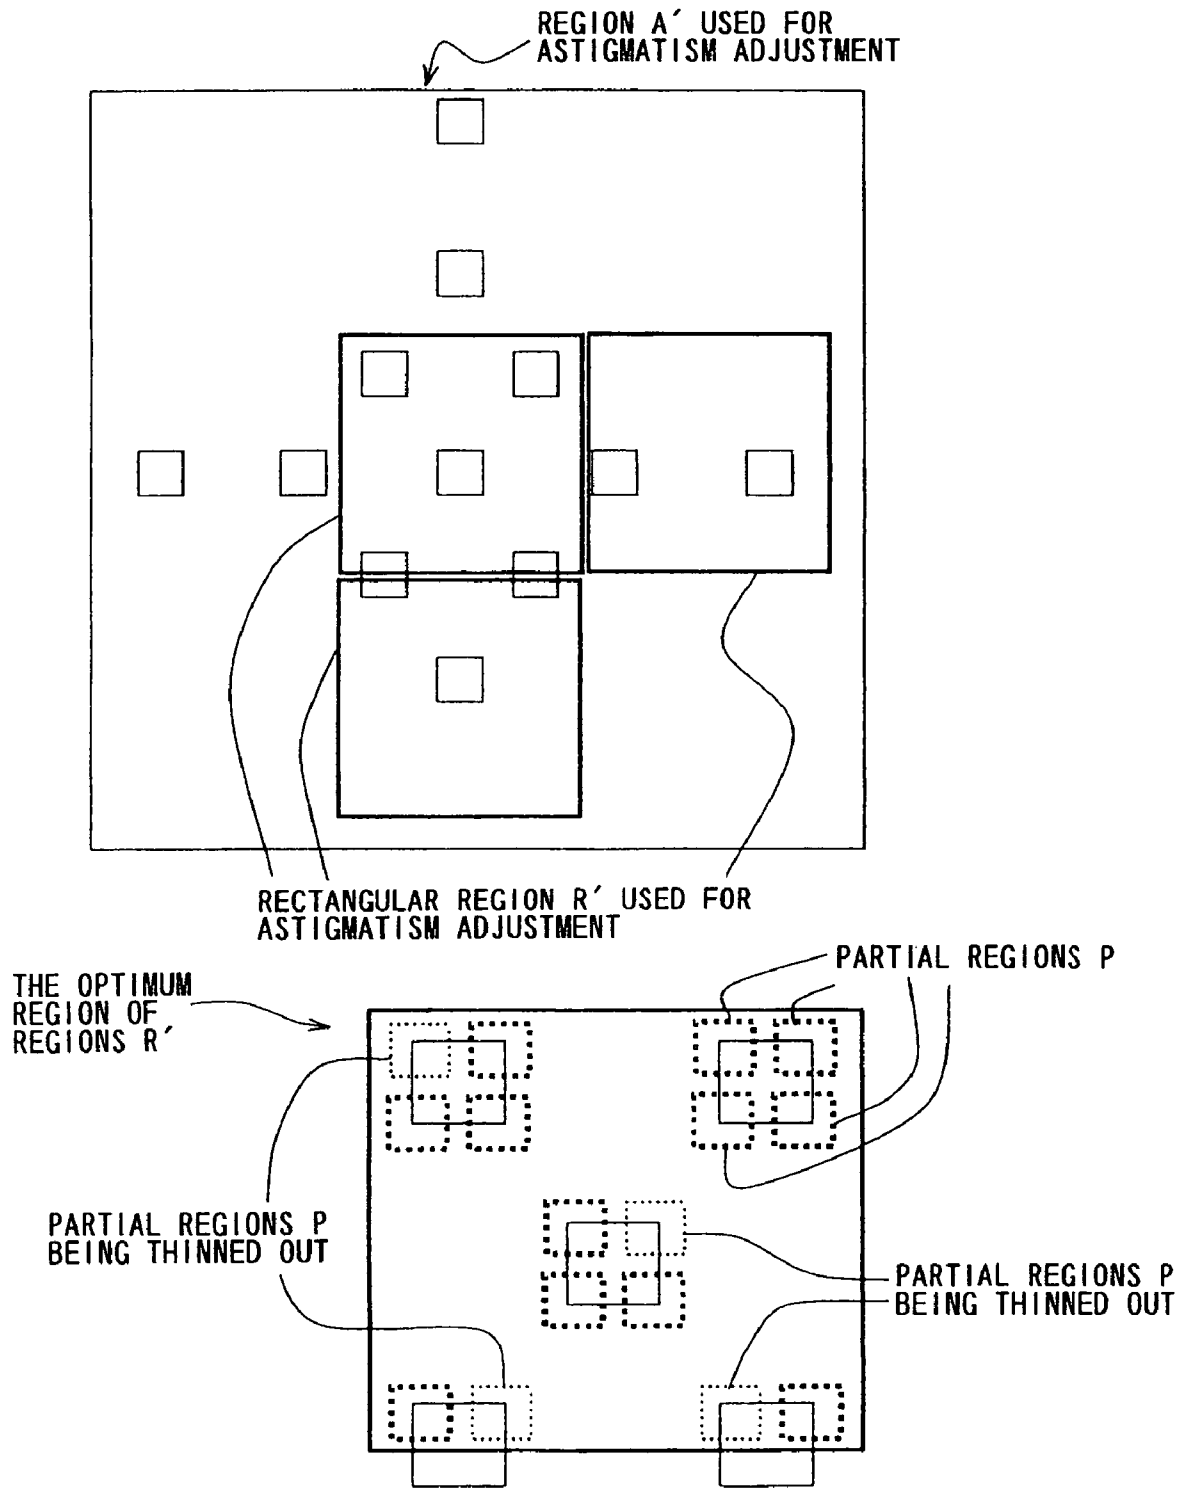 REGION A′ USED FOR
ASTIGMATISM ADJUSTMENT
RECTANGULAR REGION R′ USED FOR
ASTIGMATISM ADJUSTMENT
PARTIAL REGIONS P
THE OPTIMUM
REGION OF
REGIONS R′
PARTIAL REGIONS P
BEING THINNED OUT
PARTIAL REGIONS P
BEING THINNED OUT